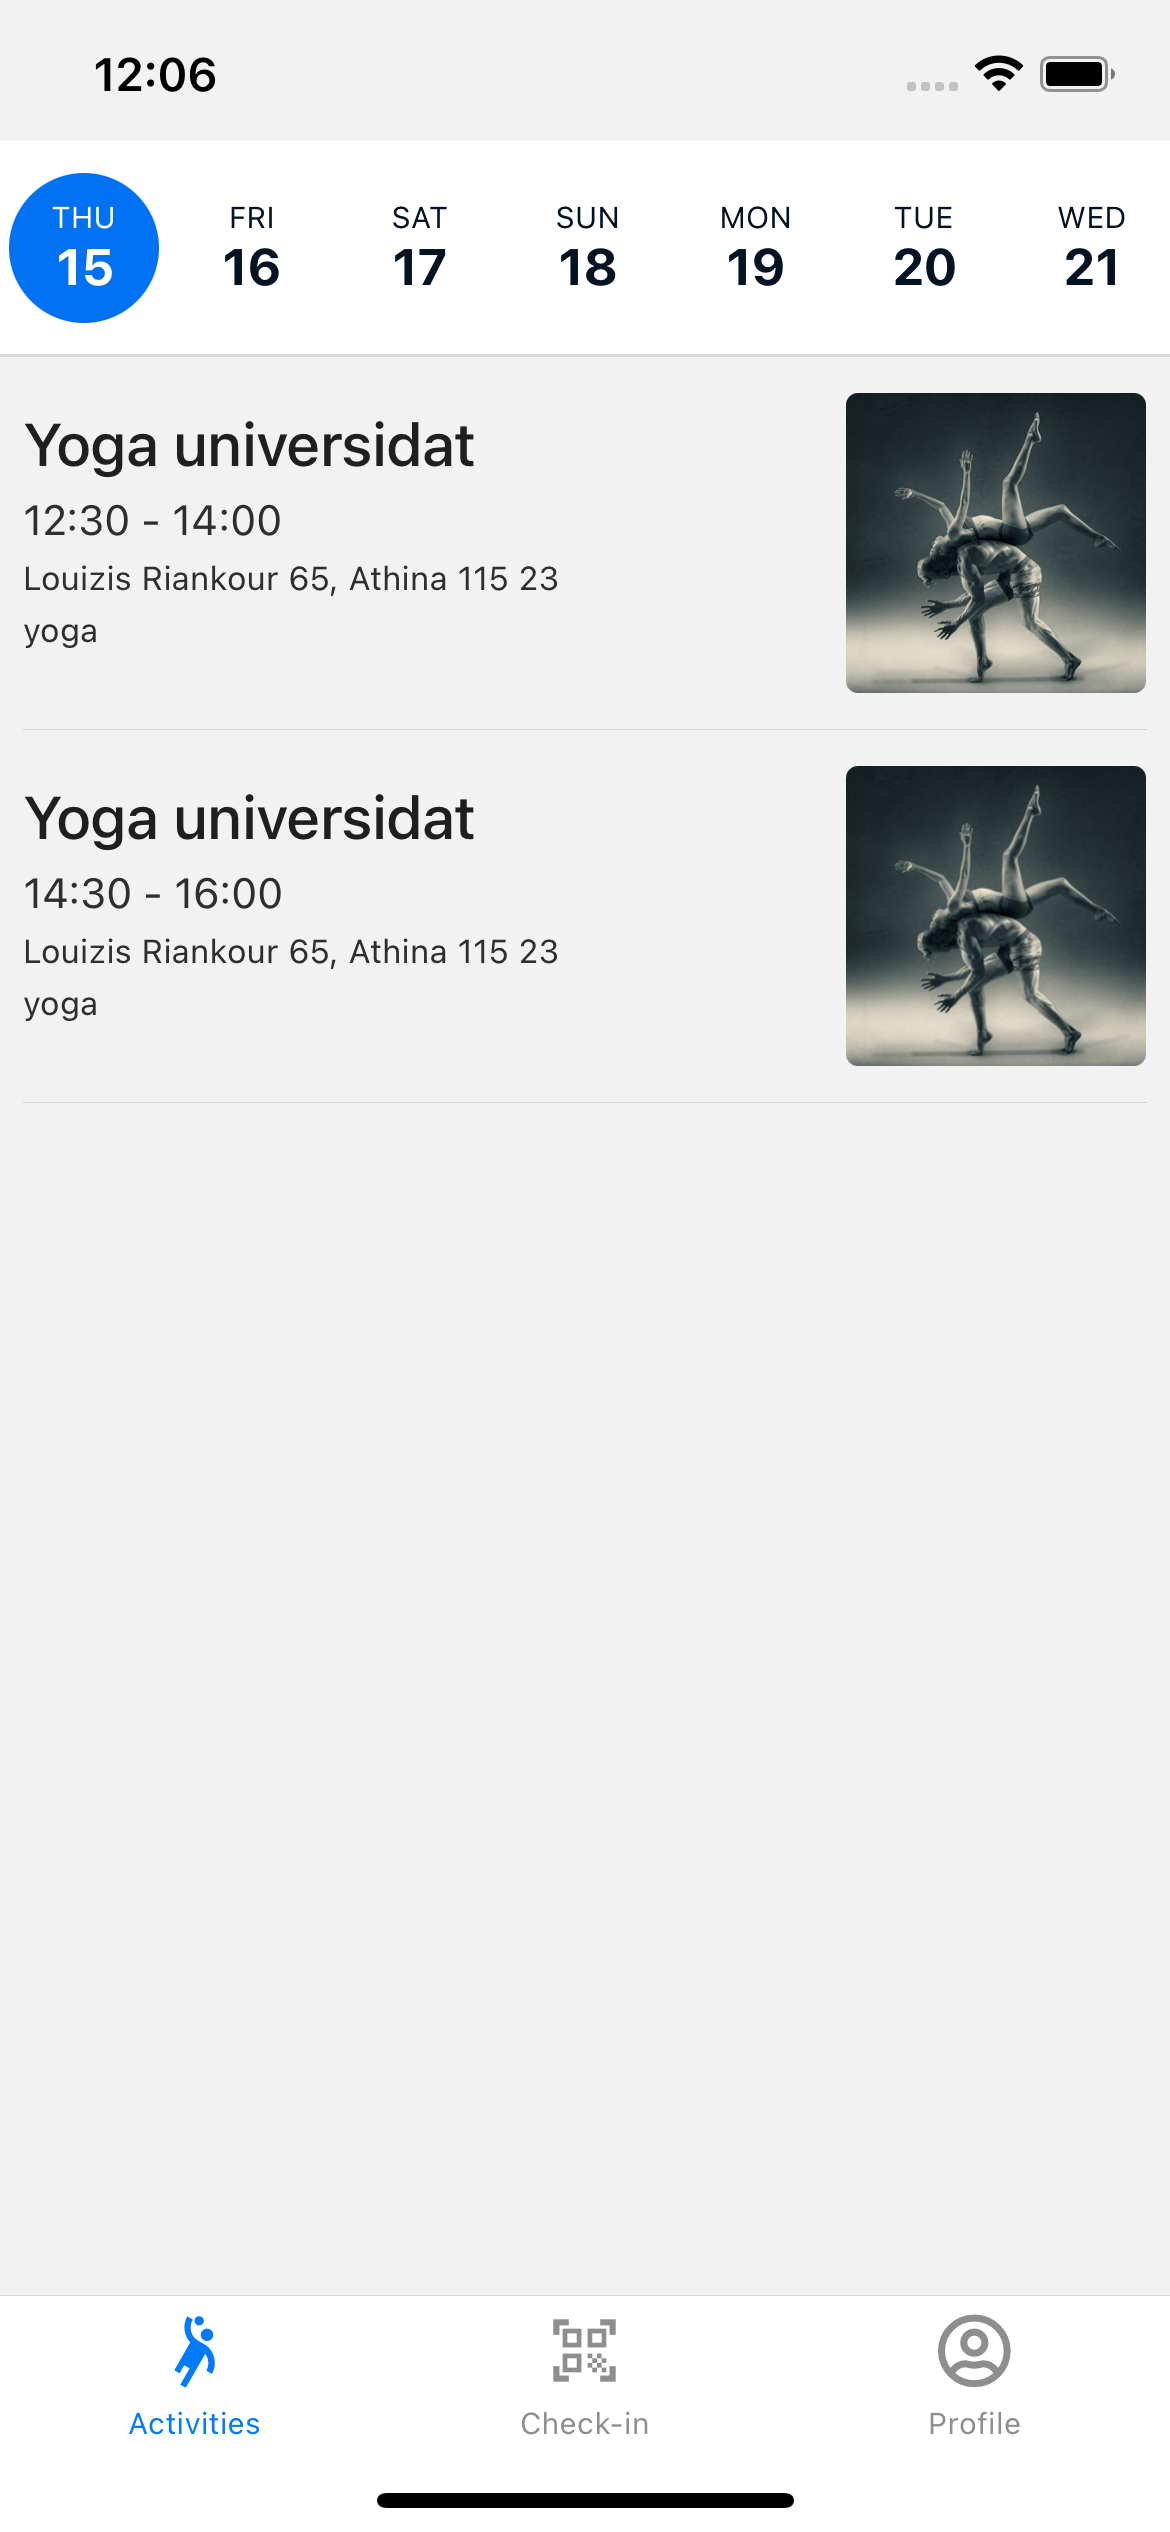 12:06
THU FRI SAT SUN MON TUE WED
15 16 17 18 19 20 21
Yoga universidat
12:30 - 14:00
Louizis Riankour 65, Athina 115 23
yoga
Yoga universidat
14:30 - 16:00
Louizis Riankour 65, Athina 115 23
yoga
Activities Check-in Profile